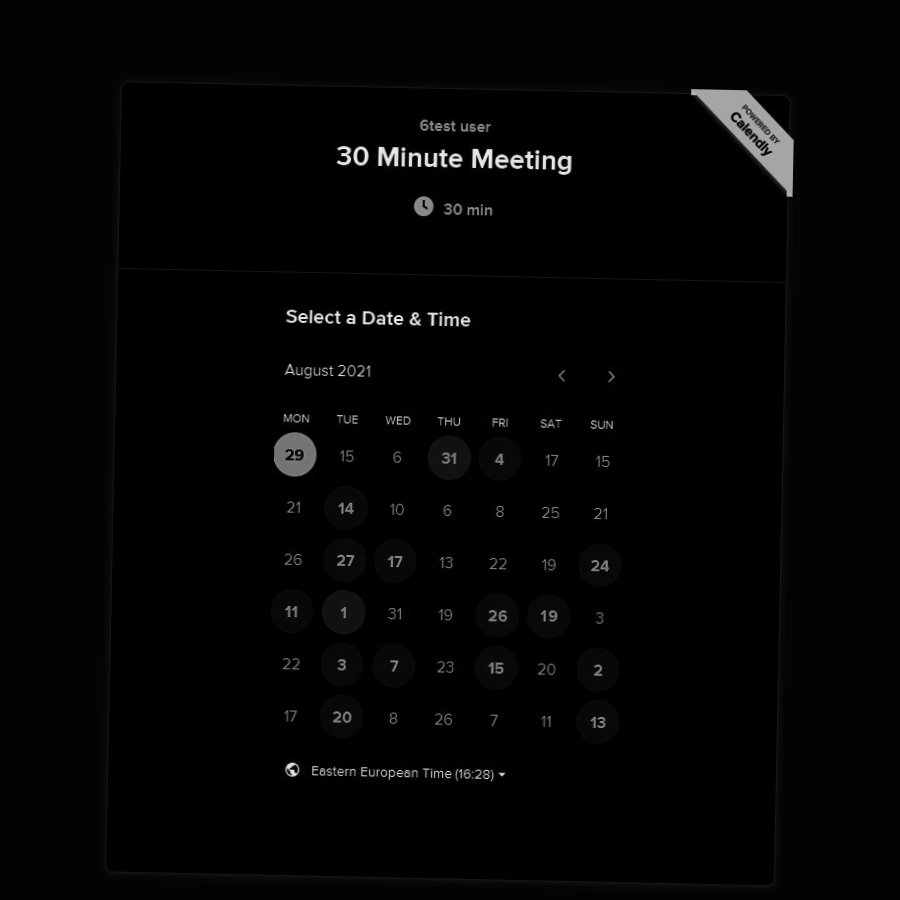 POWERED BY
Calendly
6test user
30 Minute Meeting
30 min
Select a Date & Time
August 2021
MON TUE WED THU FRI SAT SUN
29 15 6 31 4 17 15
21 14 10 6 8 25 21
26 27 17 13 22 19 24
11 1 31 19 26 19 3
22 3 7 23 15 20 2
17 20 8 26 7 11 13
Eastern European Time (16:28)